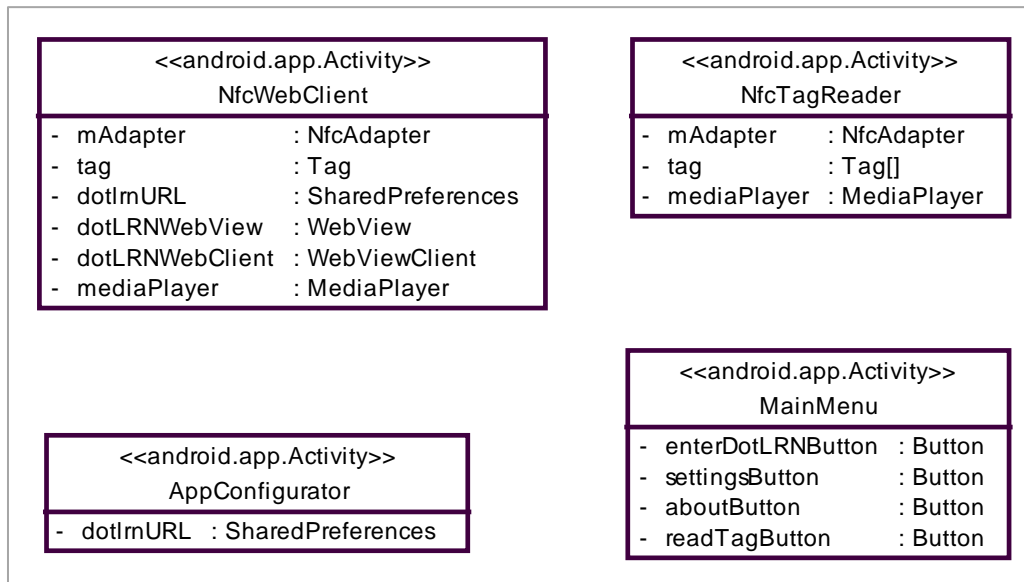 <<android.app.Activity>>
NfcWebClient
- mAdapter : NfcAdapter
- tag : Tag
- dotlrnURL : SharedPreferences
- dotLRNWebView : WebView
- dotLRNWebClient : WebViewClient
- mediaPlayer : MediaPlayer
<<android.app.Activity>>
NfcTagReader
- mAdapter : NfcAdapter
- tag : Tag[]
- mediaPlayer : MediaPlayer
<<android.app.Activity>>
AppConfigurator
- dotlrnURL : SharedPreferences
<<android.app.Activity>>
MainMenu
- enterDotLRNButton : Button
- settingsButton : Button
- aboutButton : Button
- readTagButton : Button